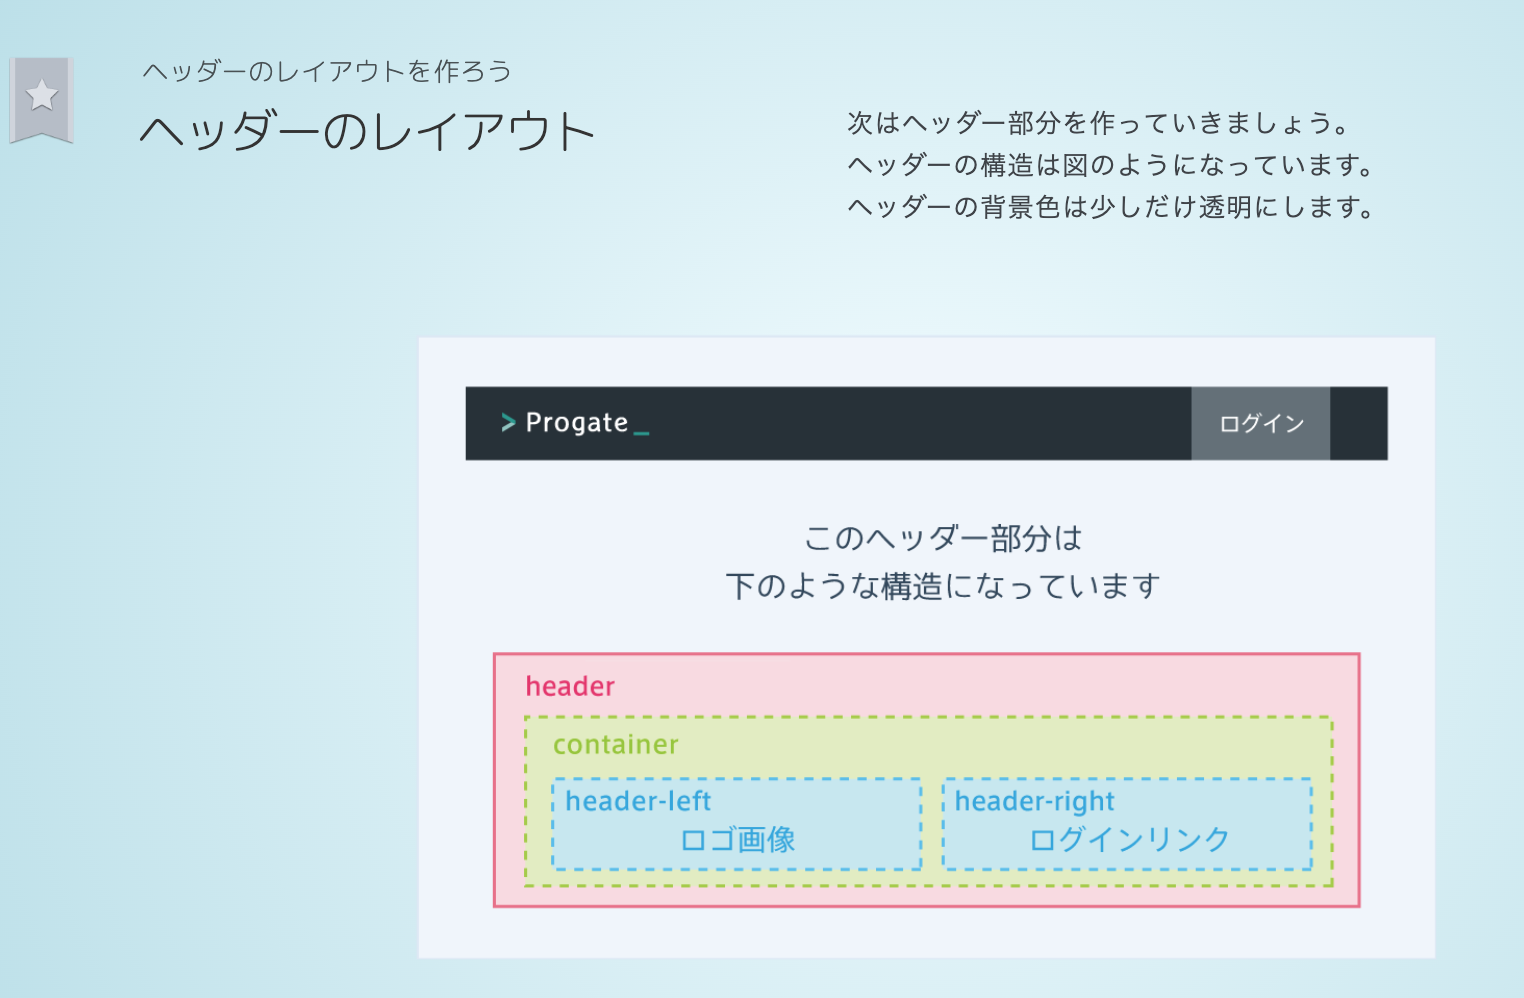 ヘッダーのレイアウトを作ろう
ヘッダーのレイアウト
次はヘッダー部分を作っていきましょう。
ヘッダーの構造は図のようになっています。
ヘッダーの背景色は少しだけ透明にします。
> Progate_
ログイン
このヘッダー部分は
下のような構造になっています
header
container
header-left
ロゴ画像
header-right
ログインリンク